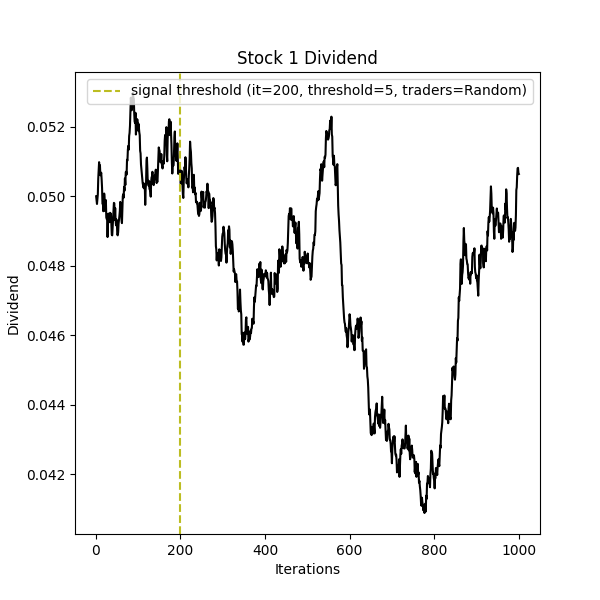 Stock 1 Dividend
signal threshold (it=200, threshold=5, traders=Random)
0.052
0.050
0.048
0.046
0.044
0.042
Dividend
0 200 400 600 800 1000
Iterations